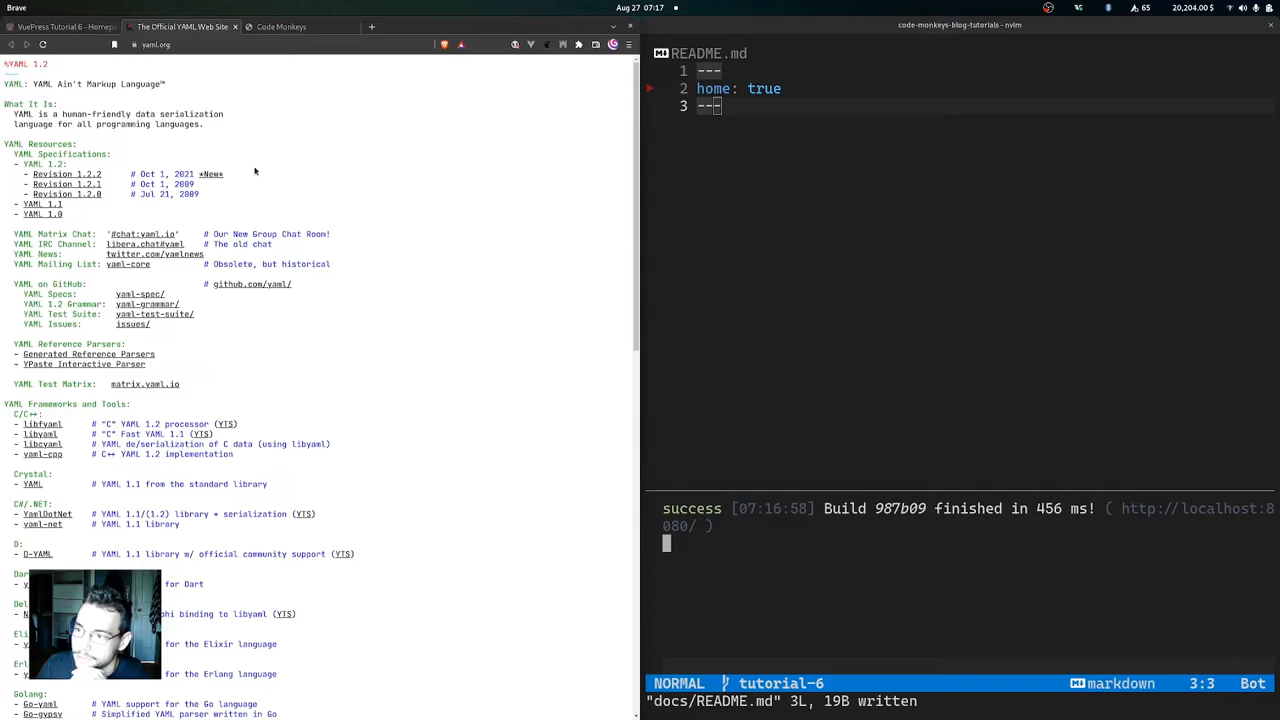 Brave
Aug 27 07:17
65
20,204.00 $
VuePress Tutorial 6 - Homep
The Official YAML Web Site
Code Monkeys
code-monkeys-blog-tutorials - nvim
yaml.org
%YAML 1.2
---
YAML: YAML Ain't Markup Language™
What It Is:
YAML is a human-friendly data serialization
language for all programming languages.
YAML Resources:
YAML Specifications:
- YAML 1.2:
- Revision 1.2.2 # Oct 1, 2021 *New*
- Revision 1.2.1 # Oct 1, 2009
- Revision 1.2.0 # Jul 21, 2009
- YAML 1.1
- YAML 1.0
YAML Matrix Chat: '#chat:yaml.io' # Our New Group Chat Room!
YAML IRC Channel: libera.chat#yaml # The old chat
YAML News: twitter.com/yamlnews
YAML Mailing List: yaml-core # Obsolete, but historical
YAML on GitHub: # github.com/yaml/
YAML Specs: yaml-spec/
YAML 1.2 Grammar: yaml-grammar/
YAML Test Suite: yaml-test-suite/
YAML Issues: issues/
YAML Reference Parsers:
- Generated Reference Parsers
- YPaste Interactive Parser
YAML Test Matrix: matrix.yaml.io
YAML Frameworks and Tools:
C/C++:
- libfyaml # "C" YAML 1.2 processor (YTS)
- libyaml # "C" Fast YAML 1.1 (YTS)
- libcyaml # YAML de/serialization of C data (using libyaml)
- yaml-cpp # C++ YAML 1.2 implementation
Crystal:
- YAML # YAML 1.1 from the standard library
C#/.NET:
- YamlDotNet # YAML 1.1/(1.2) library + serialization (YTS)
- yaml-net # YAML 1.1 library
D:
- D-YAML # YAML 1.1 library w/ official community support (YTS)
Dar
- y for Dart
Del
- N phi binding to libyaml (YTS)
Eli
for the Elixir language
Erl
for the Erlang language
Golang:
- Go-yaml # YAML support for the Go language
- Go-gypsy # Simplified YAML parser written in Go
README.md
1 ---
2 home: true
3 ---
success [07:16:58] Build 987b09 finished in 456 ms! ( http://localhost:8
080/ )
NORMAL tutorial-6 markdown 3:3 Bot
"docs/README.md" 3L, 19B written